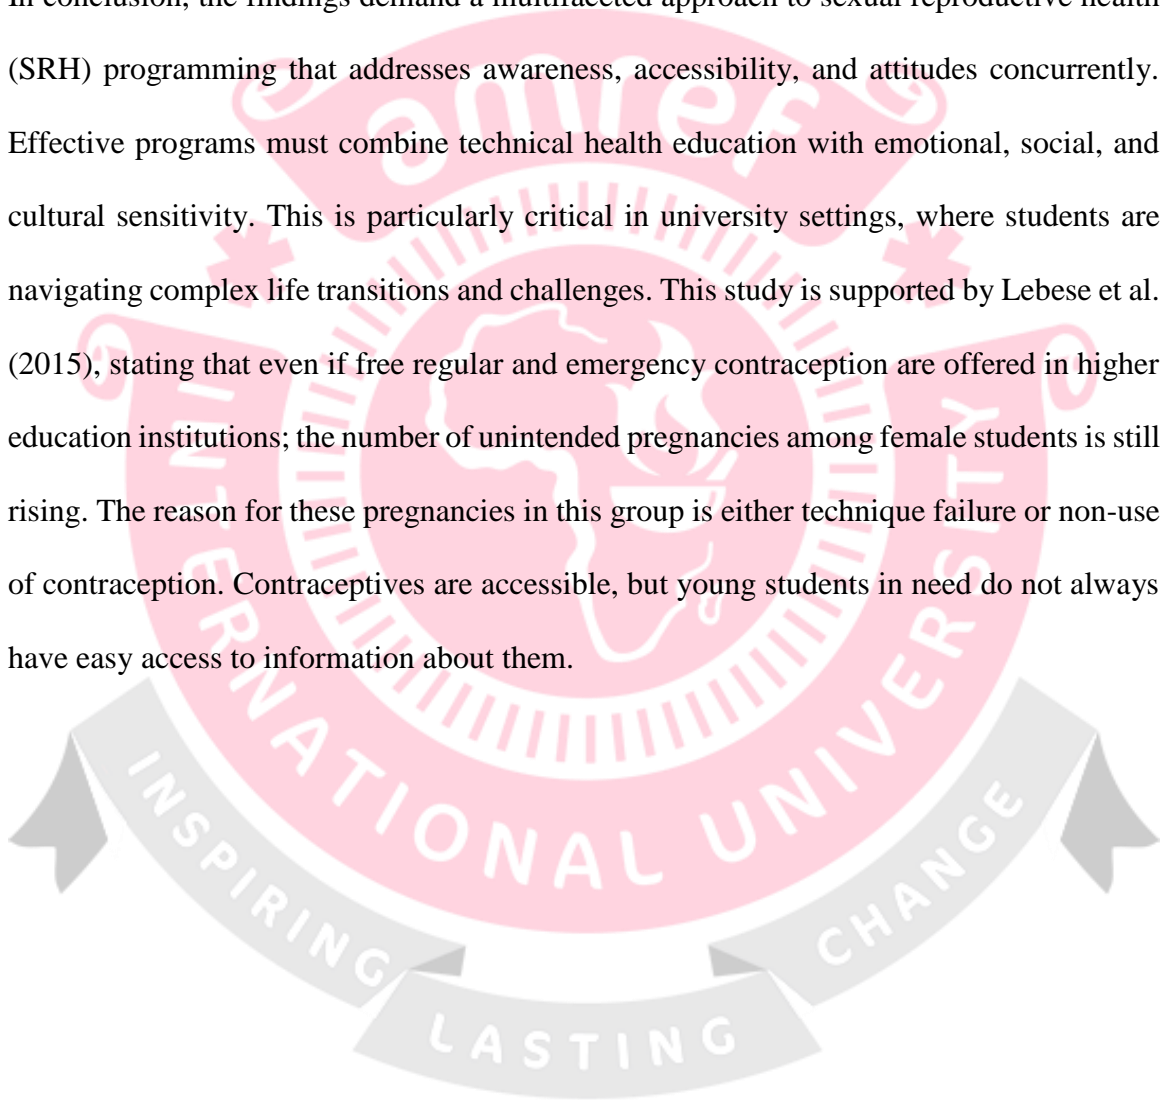 In conclusion, the findings demand a multifaceted approach to sexual reproductive health
(SRH) programming that addresses awareness, accessibility, and attitudes concurrently.
Effective programs must combine technical health education with emotional, social, and
cultural sensitivity. This is particularly critical in university settings, where students are
navigating complex life transitions and challenges. This study is supported by Lebese et al.
(2015), stating that even if free regular and emergency contraception are offered in higher
education institutions; the number of unintended pregnancies among female students is still
rising. The reason for these pregnancies in this group is either technique failure or non-use
of contraception. Contraceptives are accessible, but young students in need do not always
have easy access to information about them.
amref
INTERNATIONAL UNIVERSITY
INSPIRING
LASTING
CHANGE